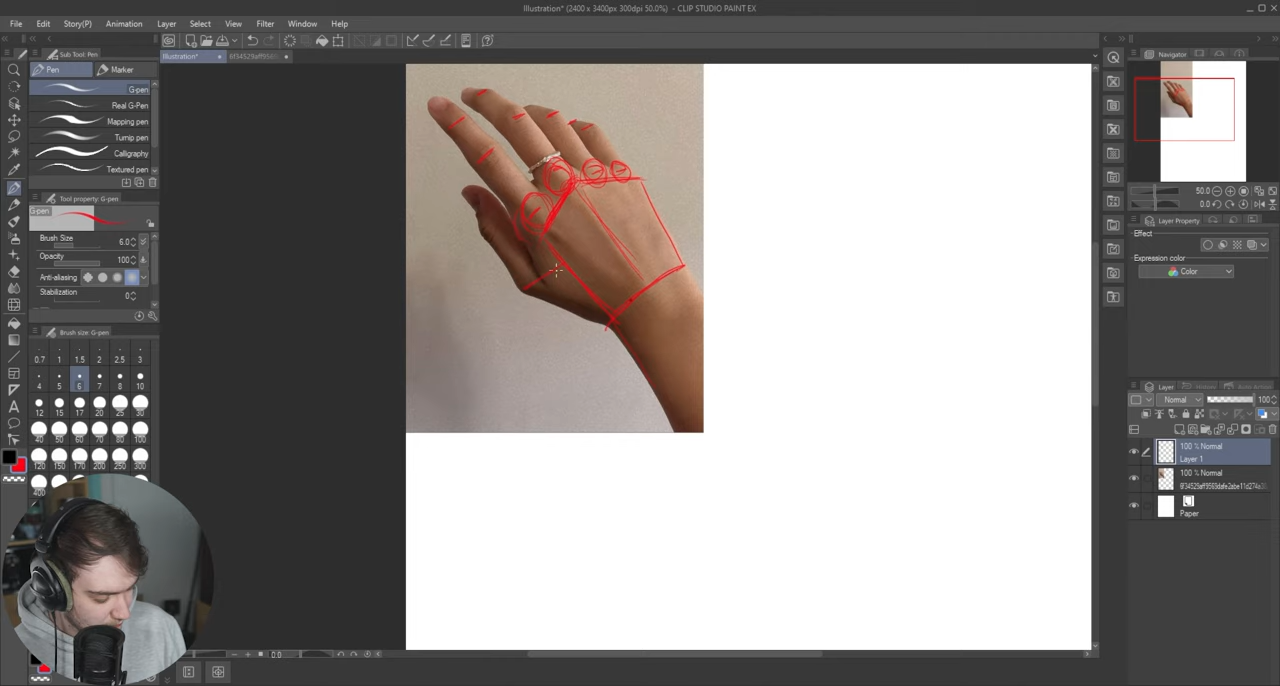 Illustration* (2400 x 3400px 300dpi 50.0%) - CLIP STUDIO PAINT EX
File Edit Story(P) Animation Layer Select View Filter Window Help
Sub Tool: Pen
Illustration*
Pen Marker
Navigator
G-pen
Real G-Pen
Mapping pen
Turnip pen
Calligraphy
Textured pen
Tool property: G-pen
G-pen
50.0
0.0
Layer Property
Effect
Brush Size 6.0
Opacity 100
Expression color
Anti-aliasing
Color
Stabilization 0
Brush size: G-pen
0.7 1 1.5 2 2.5 3
4 5 6 7 8 10
12 15 17 20 25 30
40 50 60 70 80 100
120 150 170 200 250 300
400
Layer
Normal 100
100 % Normal
Layer 1
100 % Normal
Paper